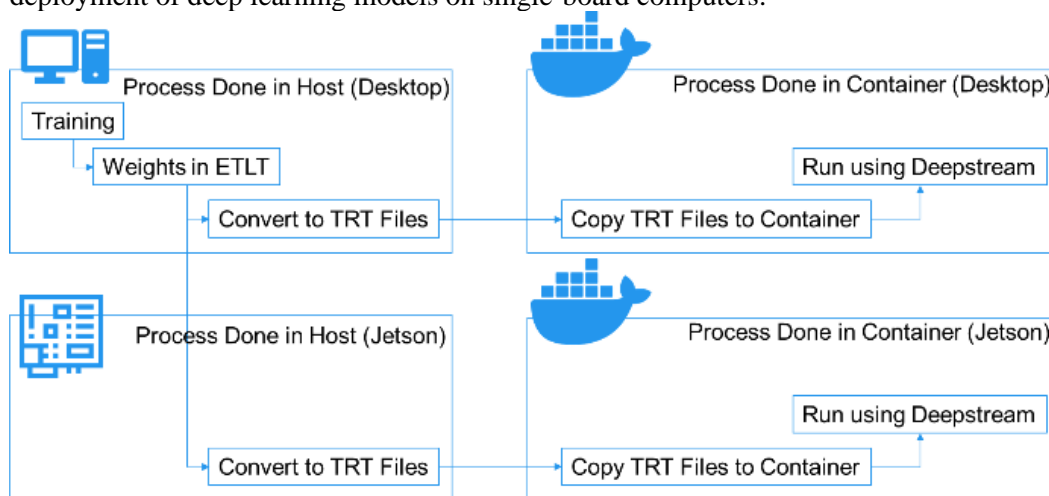 deployment of deep learning models on single-board computers.
Process Done in Host (Desktop)
Training
Weights in ETLT
Convert to TRT Files
Process Done in Container (Desktop)
Run using Deepstream
Copy TRT Files to Container
Process Done in Host (Jetson)
Convert to TRT Files
Process Done in Container (Jetson)
Run using Deepstream
Copy TRT Files to Container